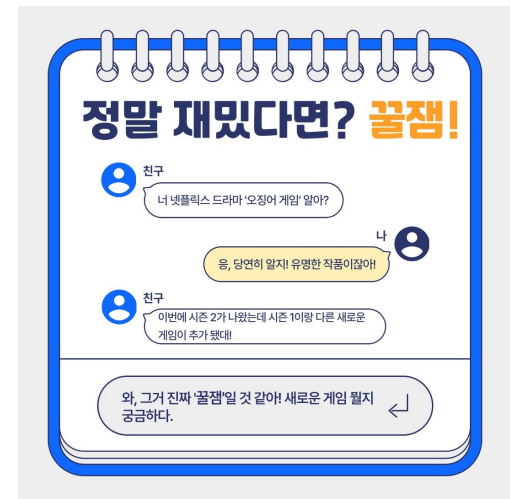 정말 재밌다면? 꿀잼!
친구
너 넷플릭스 드라마 '오징어 게임' 알아?
나
응, 당연히 알지! 유명한 작품이잖아!
친구
이번에 시즌 2가 나왔는데 시즌 1이랑 다른 새로운
게임이 추가 됐대!
와, 그거 진짜 '꿀잼'일 것 같아! 새로운 게임 뭘지
궁금하다.